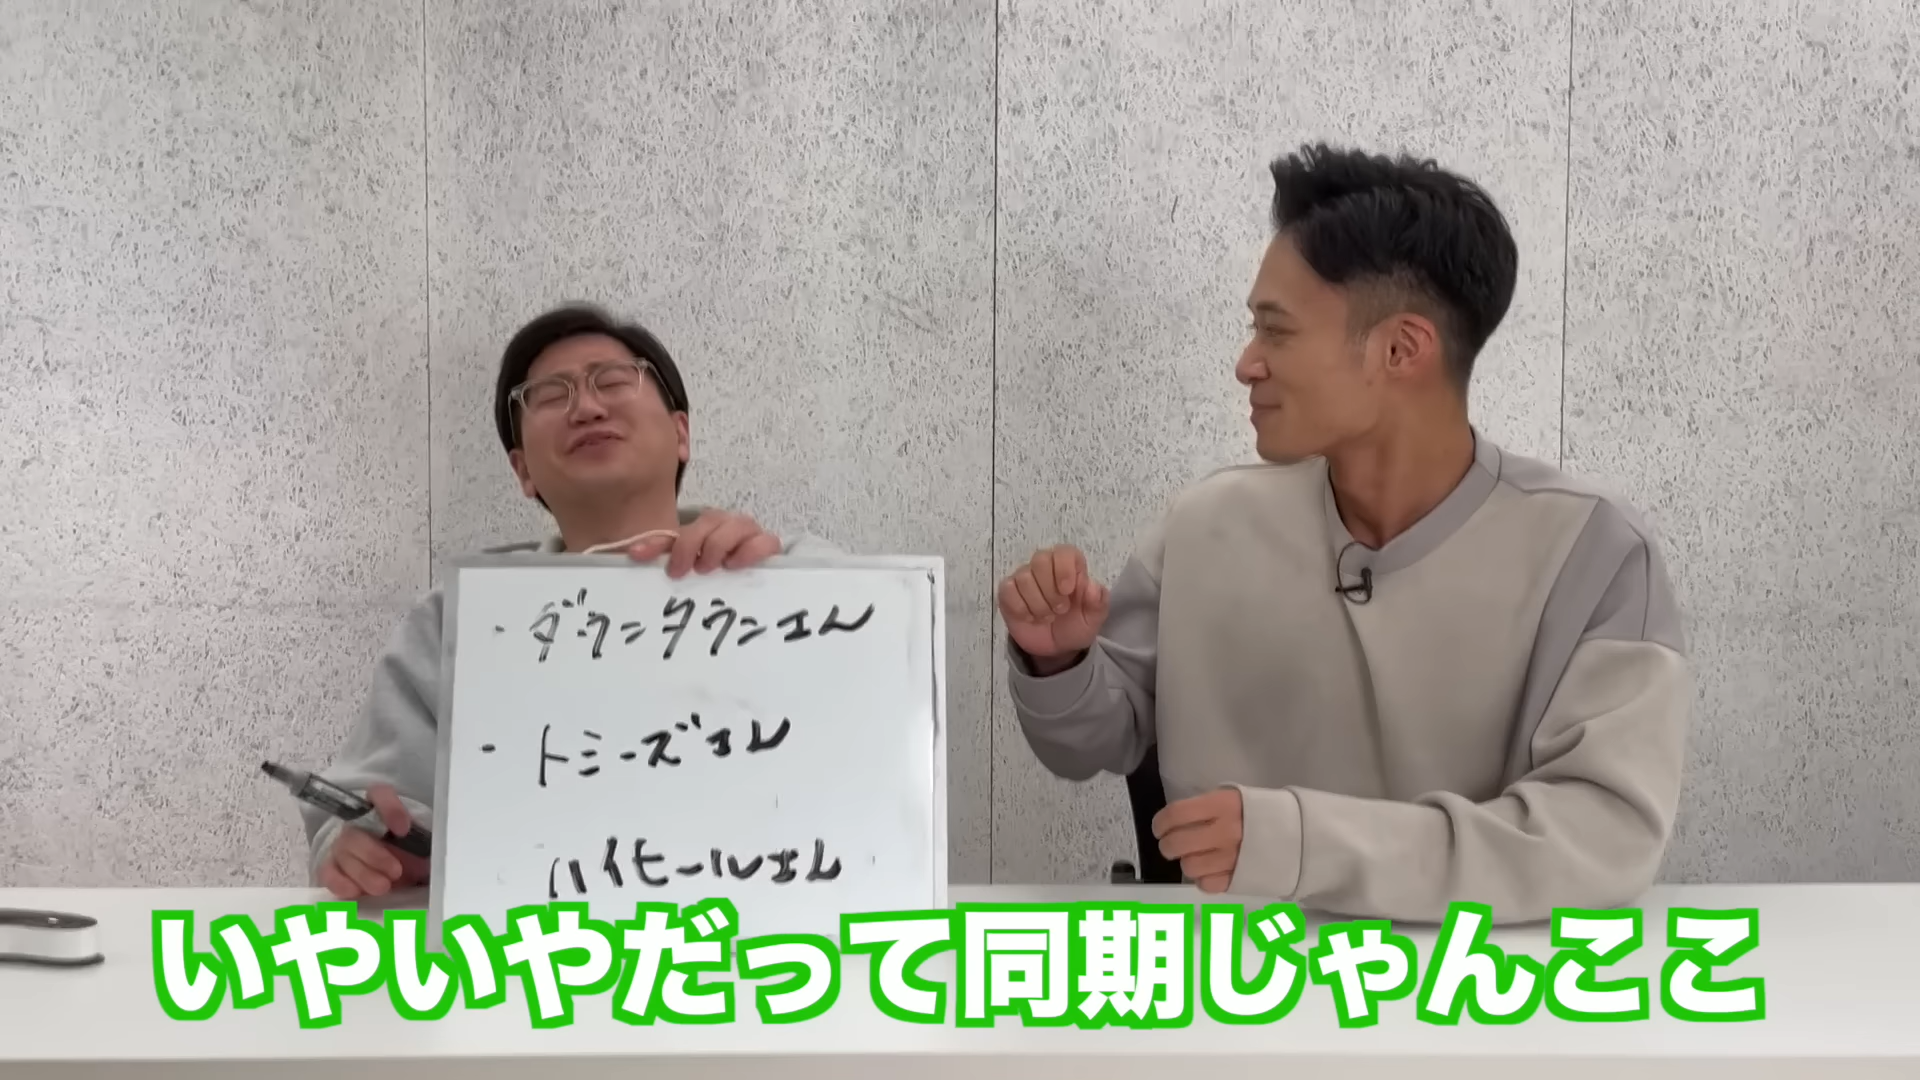 ・ダウンタウンさん
・トミーズさん
ハイヒールさん
いやいやだって同期じゃんここ